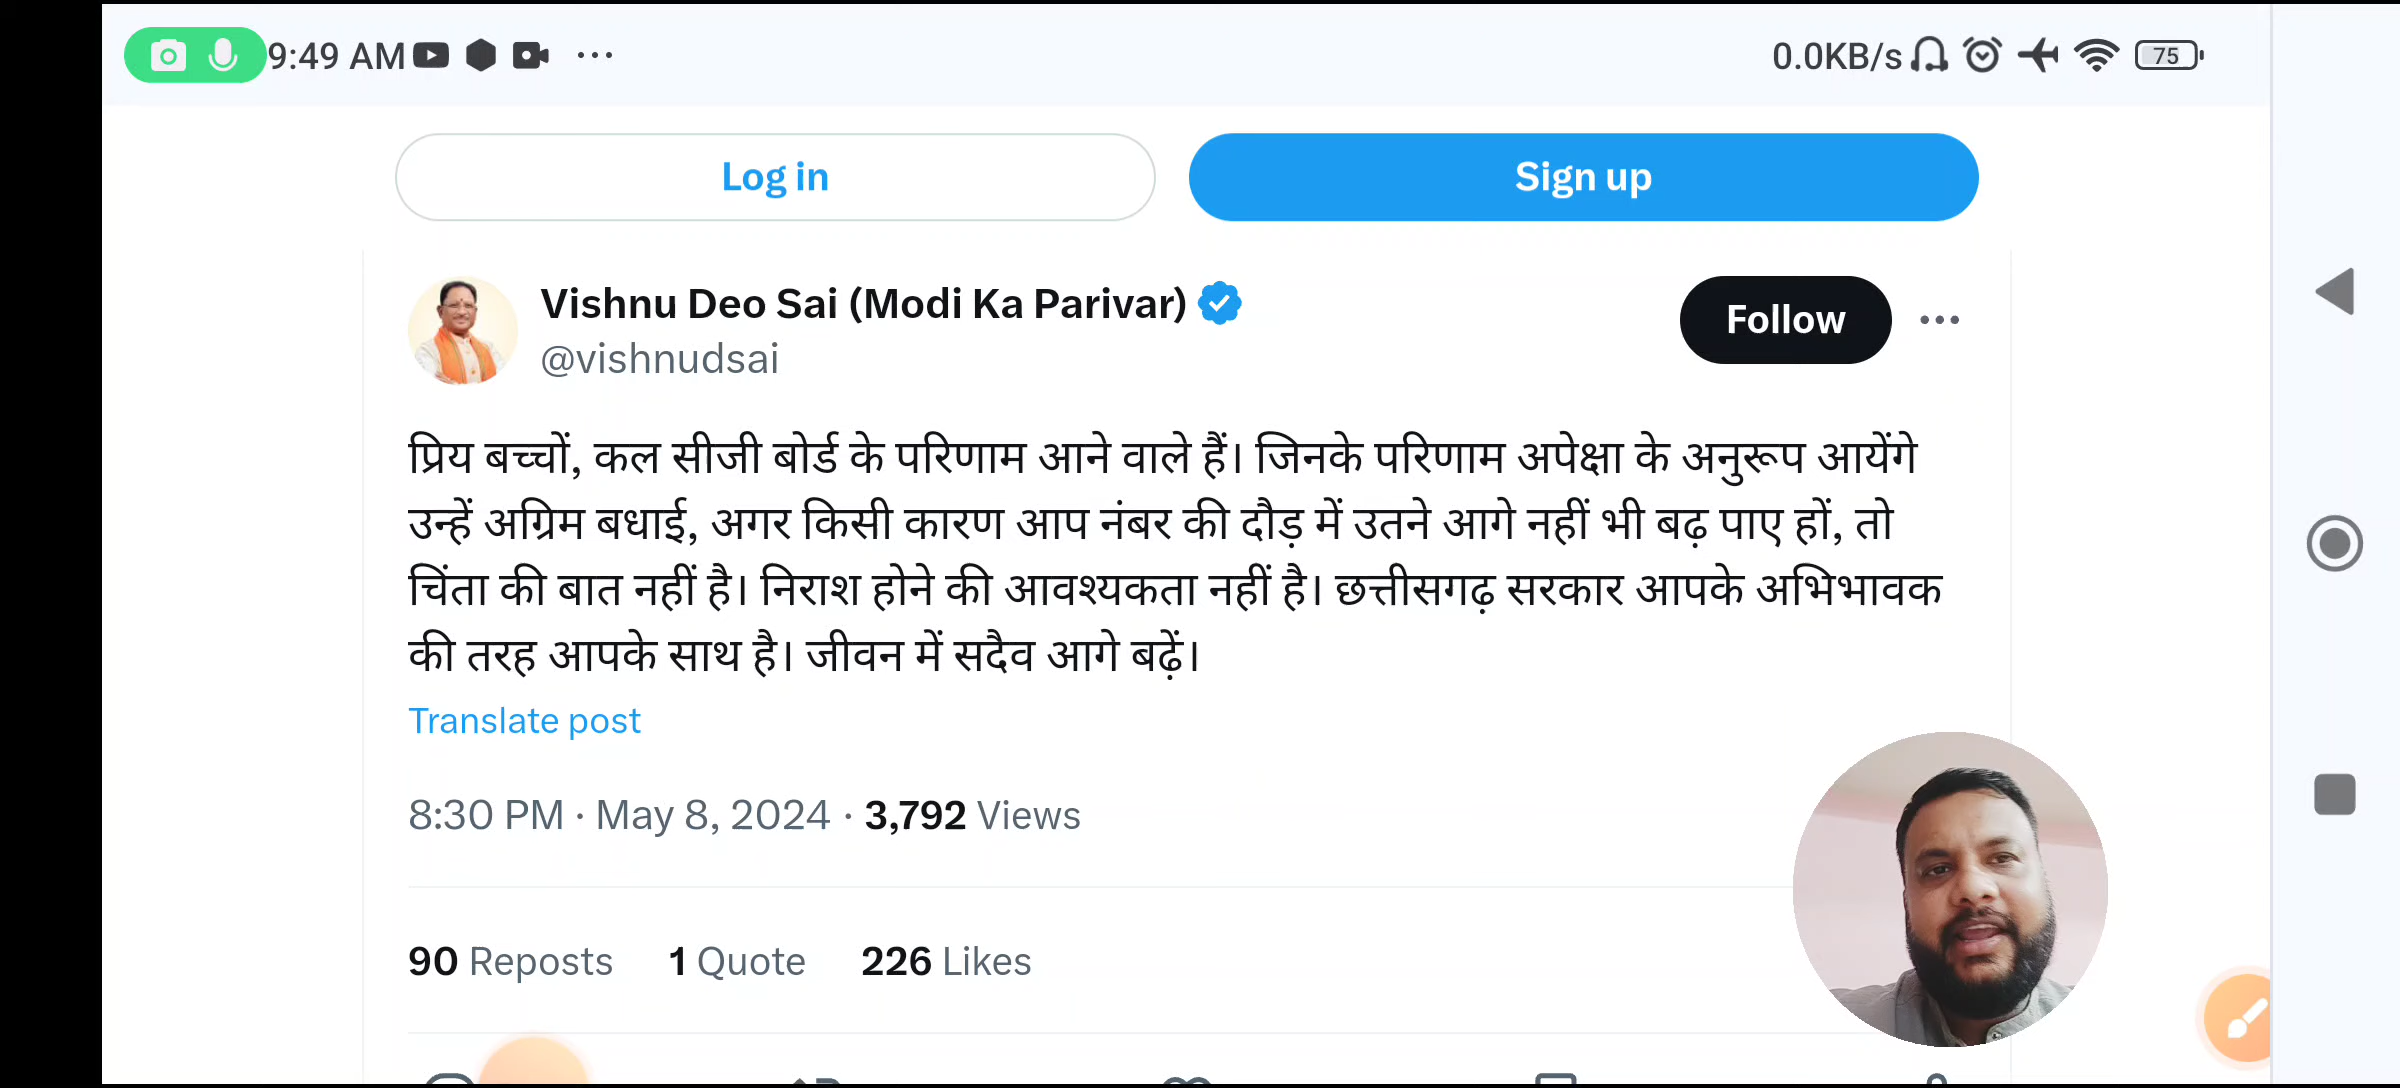 9:49 AM ... 0.0KB/s 75
Log in Sign up
Vishnu Deo Sai (Modi Ka Parivar)
@vishnudsai
Follow ...
प्रिय बच्चों, कल सीजी बोर्ड के परिणाम आने वाले हैं। जिनके परिणाम अपेक्षा के अनुरूप आयेंगे
उन्हें अग्रिम बधाई, अगर किसी कारण आप नंबर की दौड़ में उतने आगे नहीं भी बढ़ पाए हों, तो
चिंता की बात नहीं है। निराश होने की आवश्यकता नहीं है। छत्तीसगढ़ सरकार आपके अभिभावक
की तरह आपके साथ है। जीवन में सदैव आगे बढ़ें।
Translate post
8:30 PM · May 8, 2024 · 3,792 Views
90 Reposts 1 Quote 226 Likes